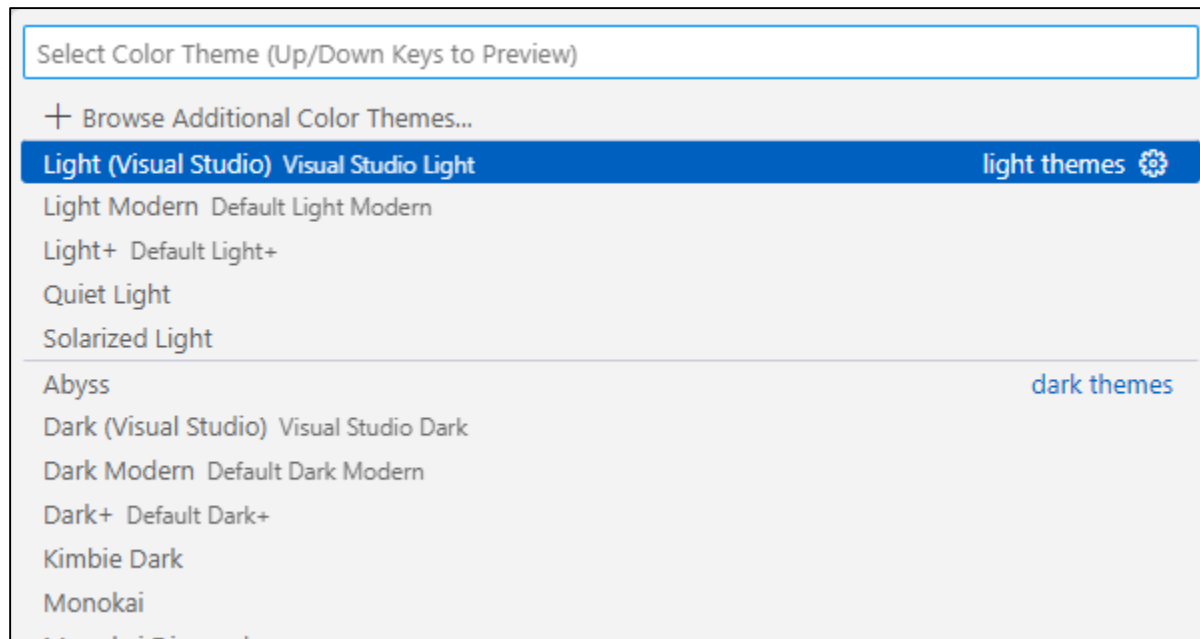 Select Color Theme (Up/Down Keys to Preview)
Browse Additional Color Themes...
Light (Visual Studio) Visual Studio Light light themes
Light Modern Default Light Modern
Light+ Default Light+
Quiet Light
Solarized Light
Abyss dark themes
Dark (Visual Studio) Visual Studio Dark
Dark Modern Default Dark Modern
Dark+ Default Dark+
Kimbie Dark
Monokai